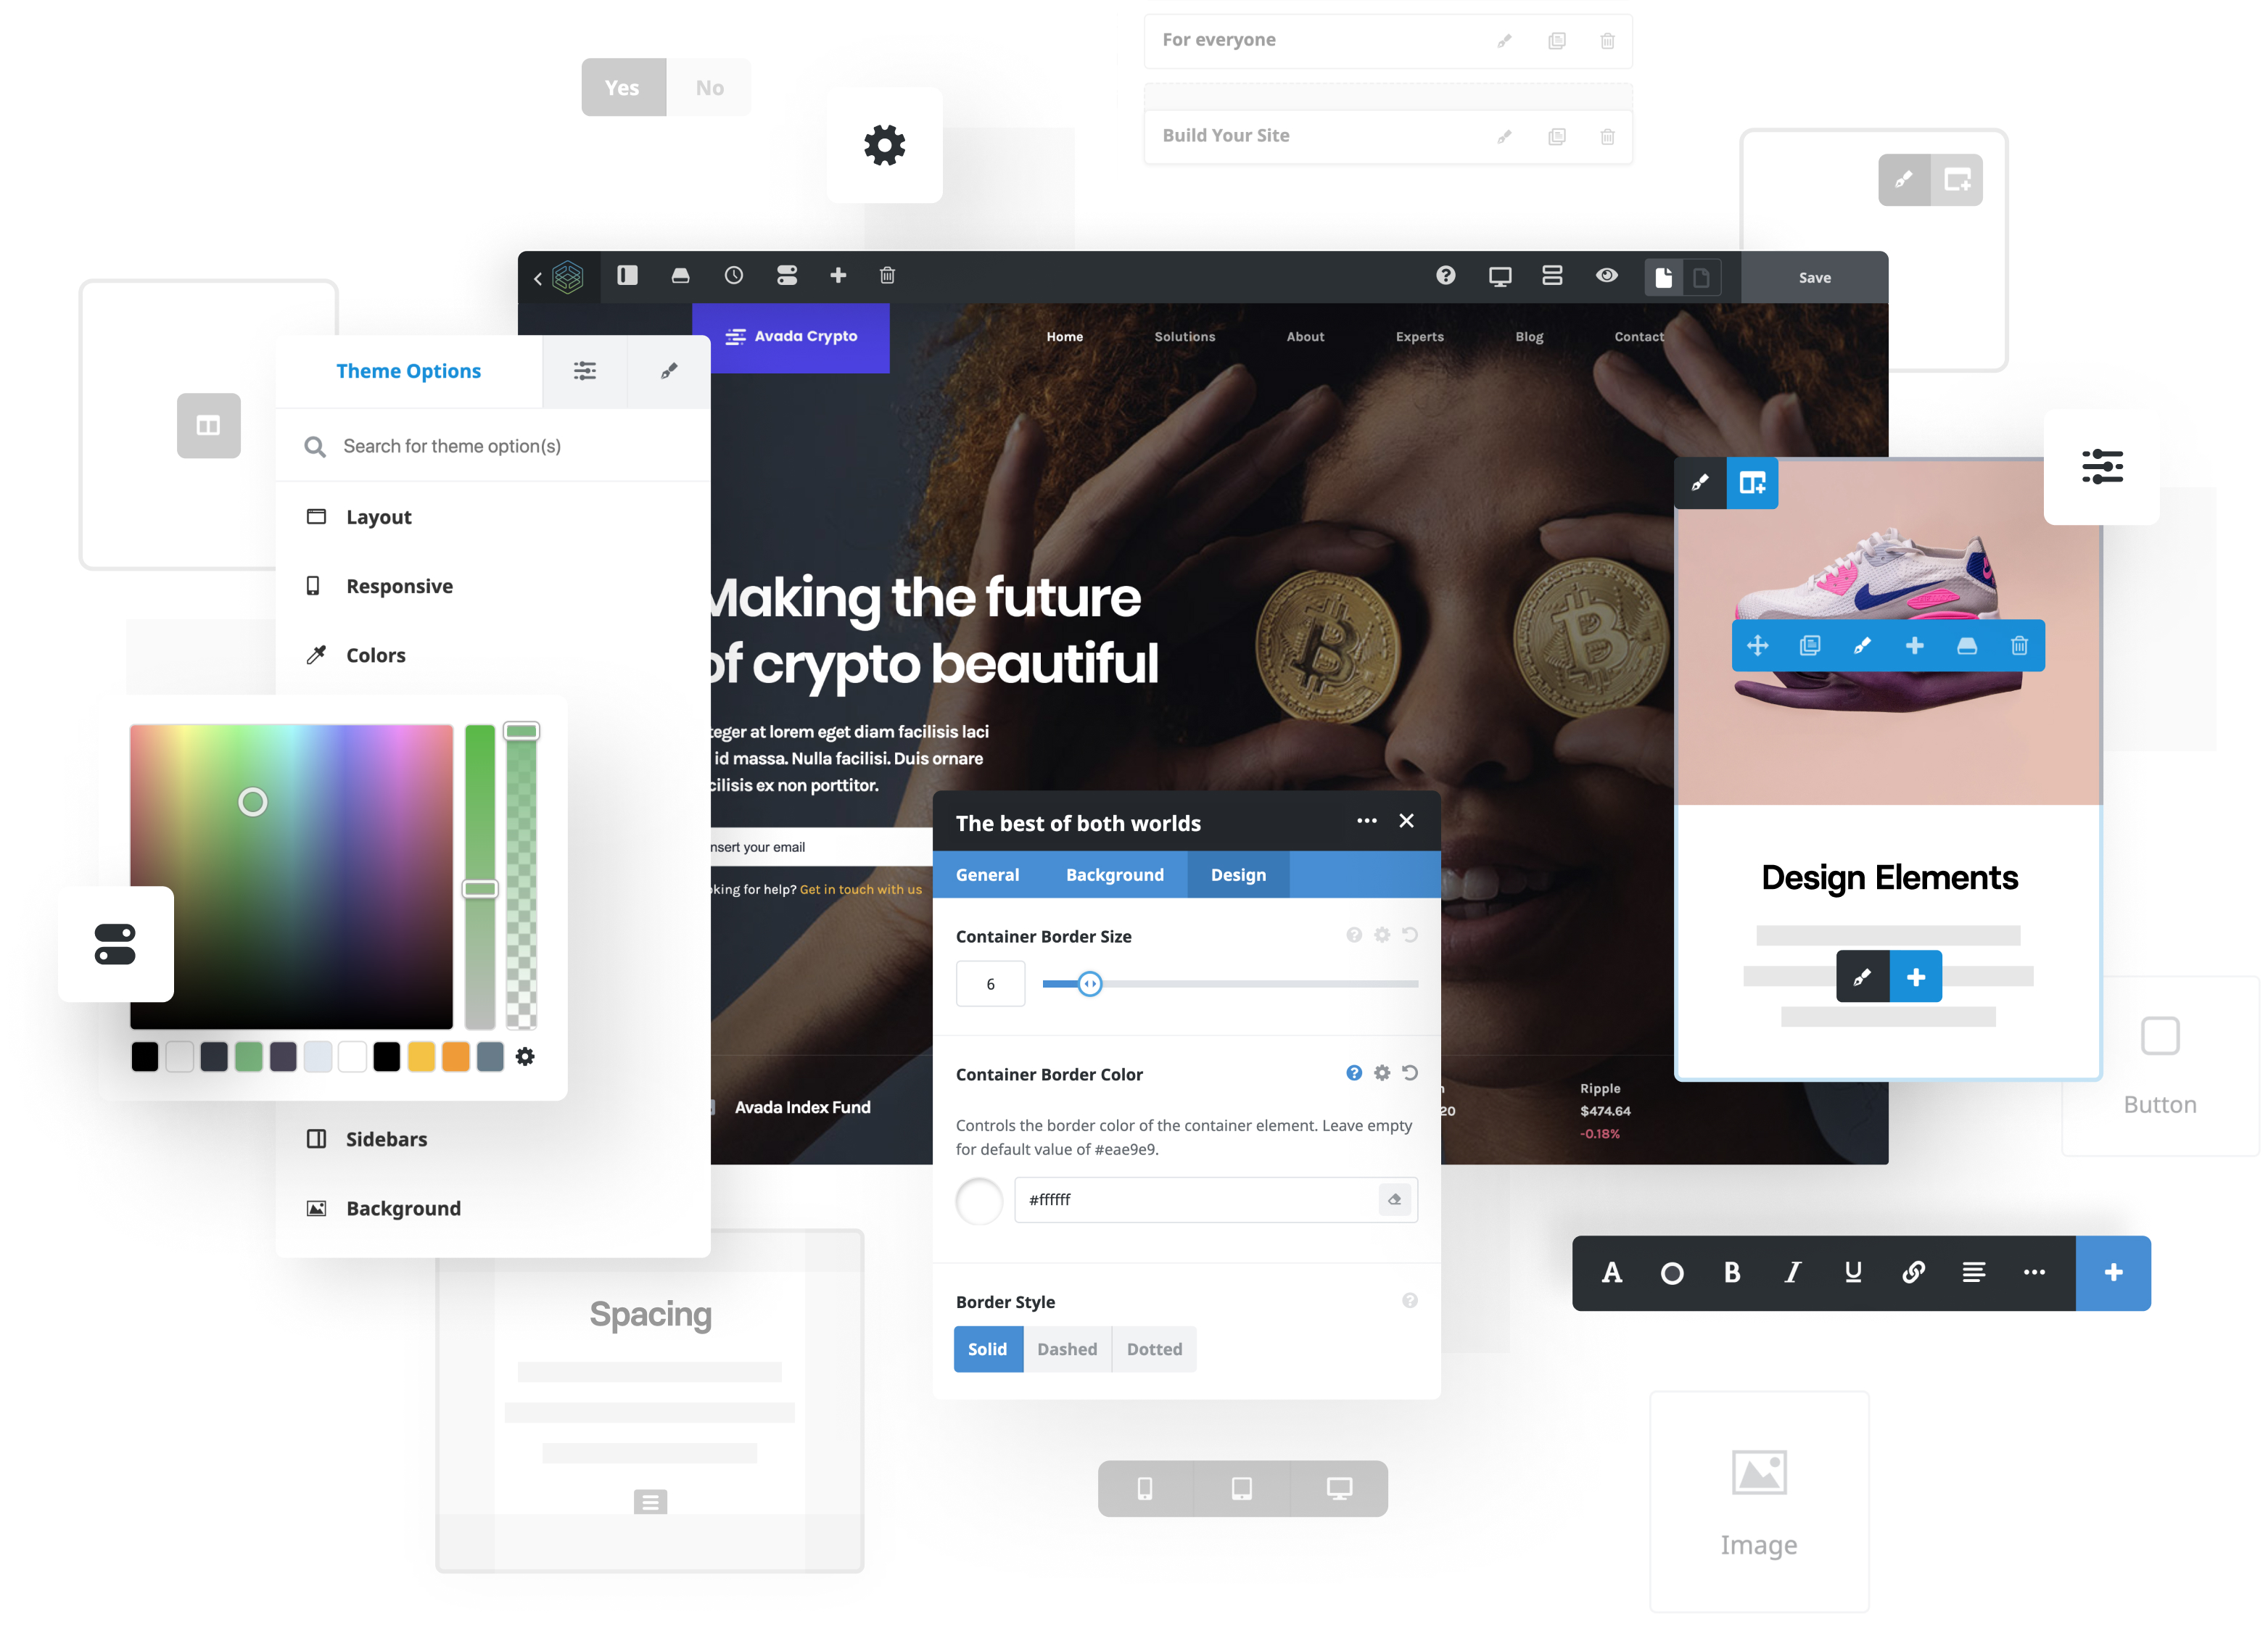 For everyone
Yes
No
Build Your Site
Save
Avada Crypto
Home
Solutions
About
Experts
Blog
Contact
Theme Options
Search for theme option(s)
Layout
Responsive
Colors
Making the future
of crypto beautiful
teger at lorem eget diam facilisis laci
id massa. Nulla facilisi. Duis ornare
cilisis ex non porttitor.
nsert your email
oking for help? Get in touch with us
The best of both worlds
General
Background
Design
Container Border Size
6
Container Border Color
Controls the border color of the container element. Leave empty
for default value of #eae9e9.
#ffffff
Border Style
Solid
Dashed
Dotted
Design Elements
Avada Index Fund
20
Ripple
$474.64
-0.18%
Button
Sidebars
Background
A
B
I
U
Spacing
Image